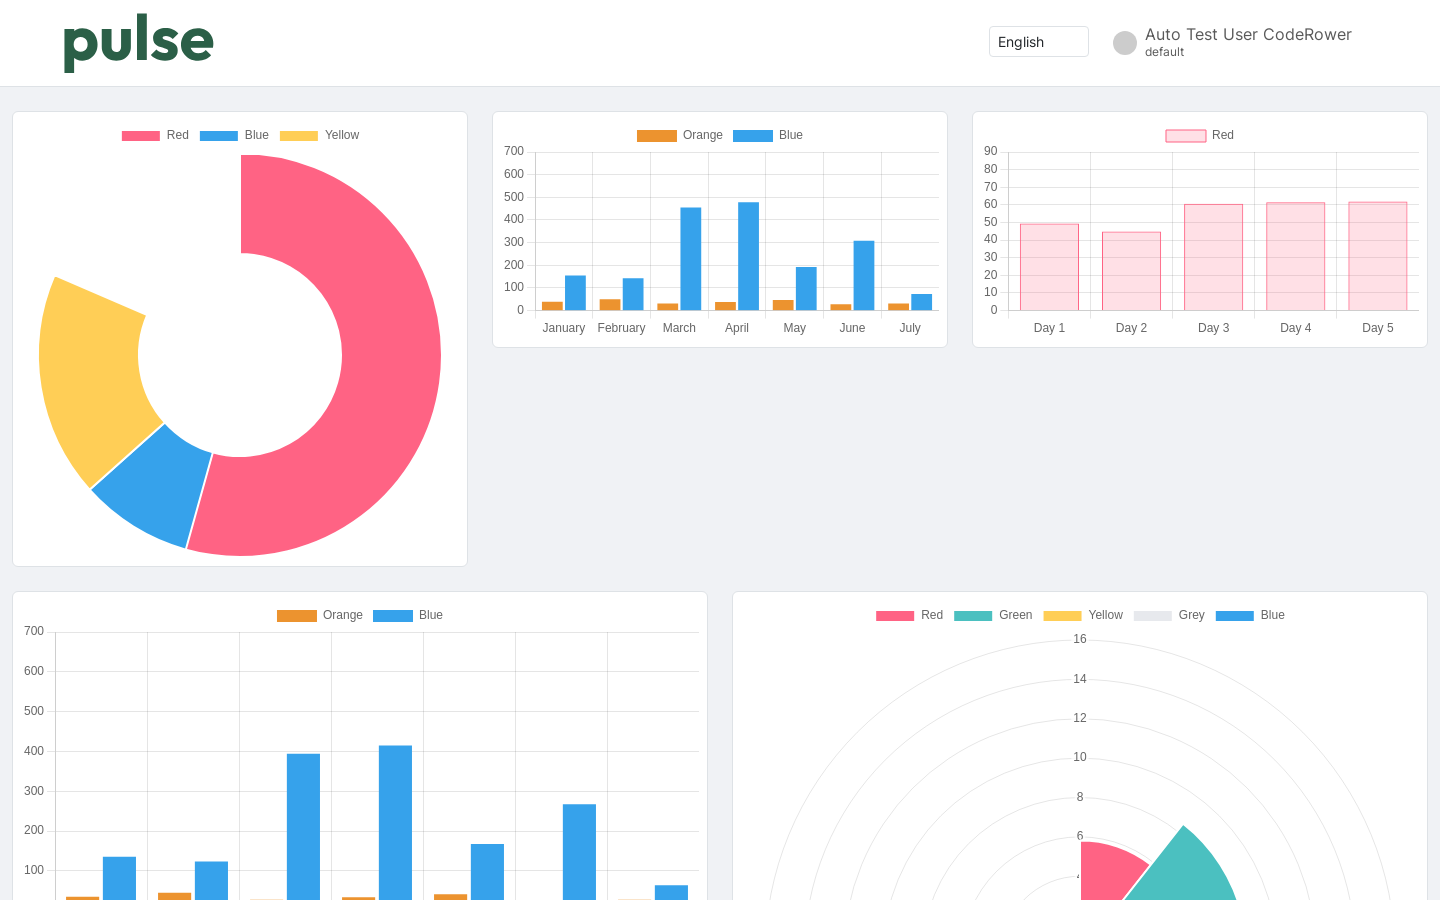 pulse
English
Auto Test User CodeRower
default
Red Blue Yellow
Orange Blue
700
600
500
400
300
200
100
0
January February March April May June July
Red
90
80
70
60
50
40
30
20
10
0
Day 1 Day 2 Day 3 Day 4 Day 5
Orange Blue
700
600
500
400
300
200
100
Red Green Yellow Grey Blue
16
14
12
10
8
6